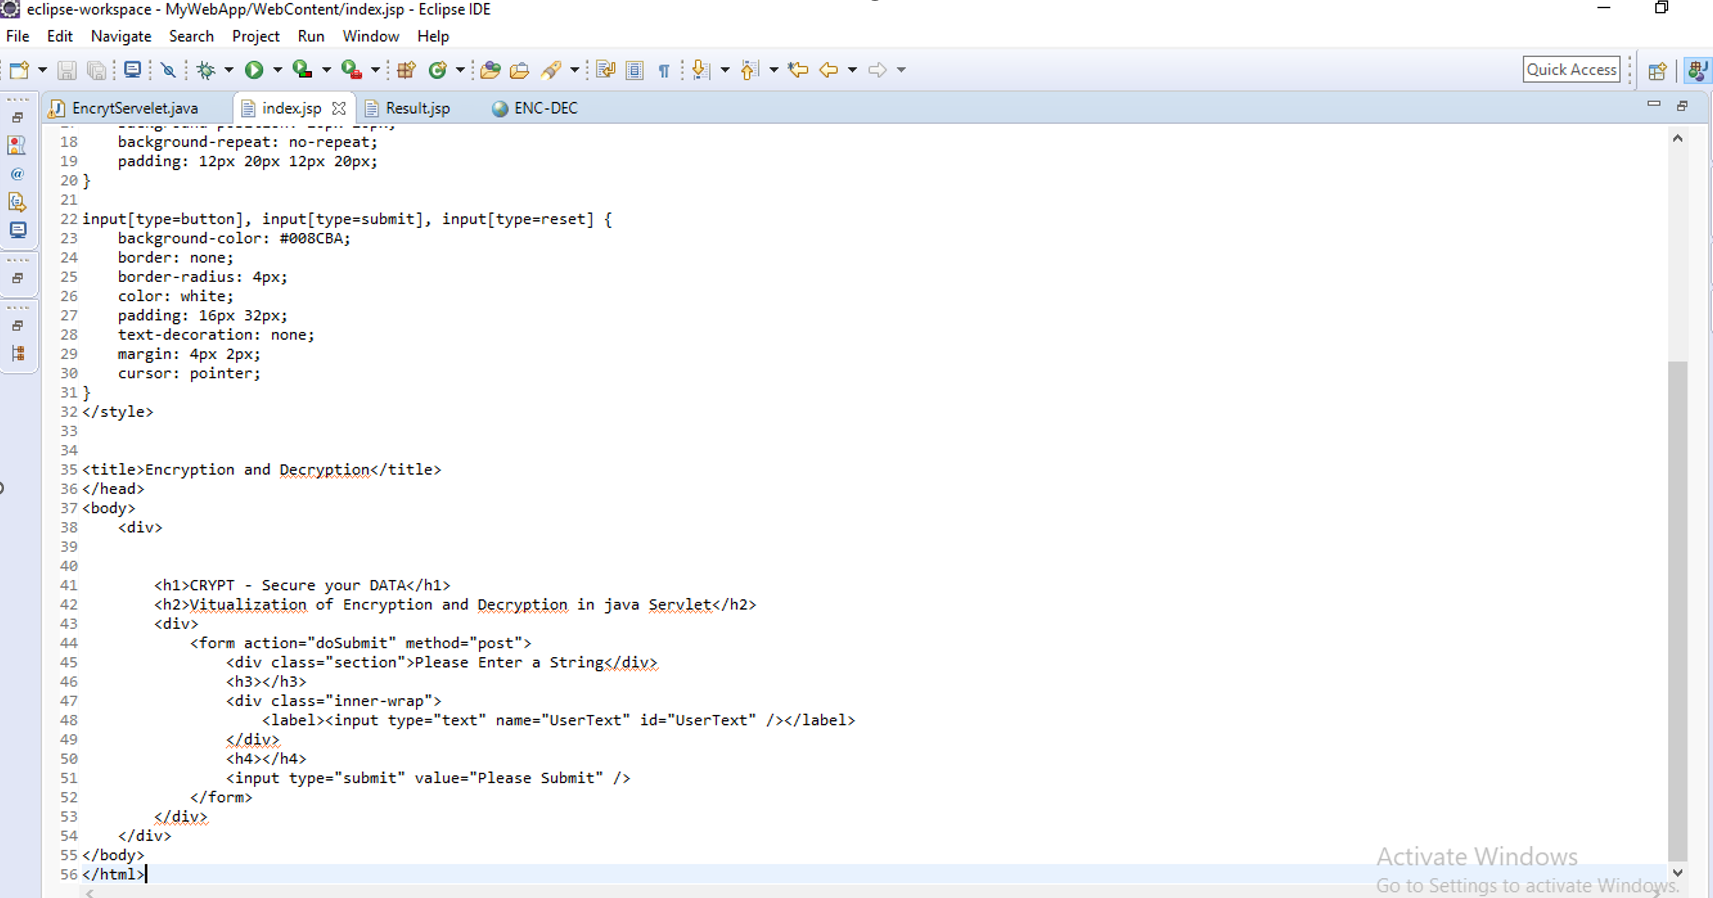 eclipse-workspace - MyWebApp/WebContent/index.jsp - Eclipse IDE
File Edit Navigate Search Project Run Window Help
Quick Access
EncrytServelet.java index.jsp Result.jsp ENC-DEC
18 background-repeat: no-repeat;
19 padding: 12px 20px 12px 20px;
20 }
21
22 input[type=button], input[type=submit], input[type=reset] {
23 background-color: #008CBA;
24 border: none;
25 border-radius: 4px;
26 color: white;
27 padding: 16px 32px;
28 text-decoration: none;
29 margin: 4px 2px;
30 cursor: pointer;
31 }
32 </style>
33
34
35 <title>Encryption and Decryption</title>
36 </head>
37 <body>
38 <div>
39
40
41 <h1>CRYPT - Secure your DATA</h1>
42 <h2>Vitualization of Encryption and Decryption in java Servlet</h2>
43 <div>
44 <form action="doSubmit" method="post">
45 <div class="section">Please Enter a String</div>
46 <h3></h3>
47 <div class="inner-wrap">
48 <label><input type="text" name="UserText" id="UserText" /></label>
49 </div>
50 <h4></h4>
51 <input type="submit" value="Please Submit" />
52 </form>
53 </div>
54 </div>
55 </body>
56 </html>
Activate Windows
Go to Settings to activate Windows.